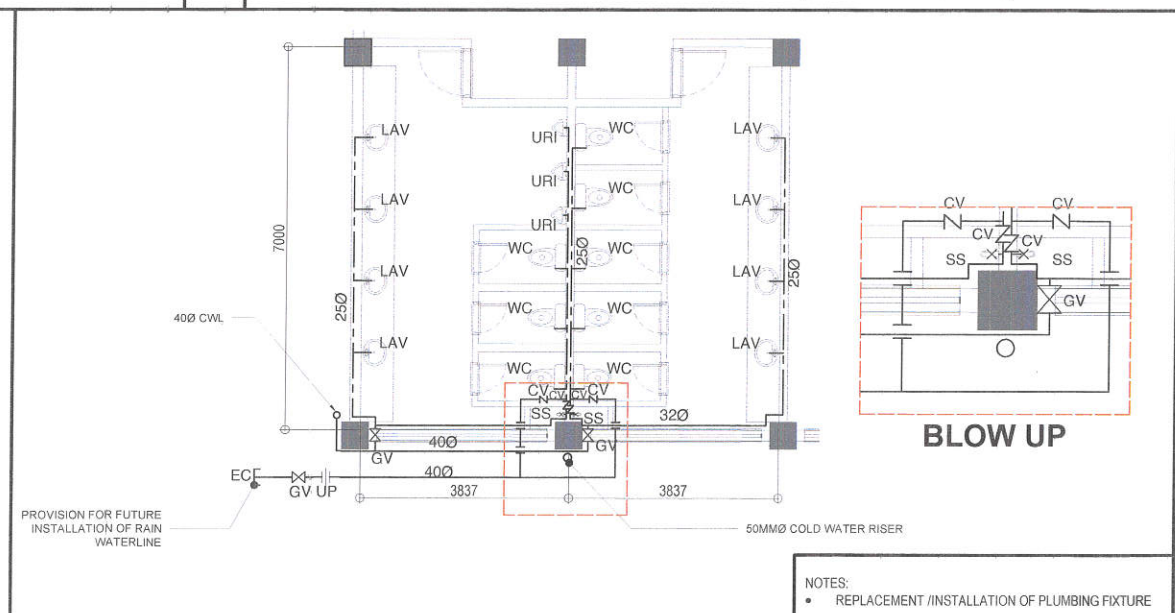 LAV
URI
WC
LAV
URI
LAV
WC
LAV
URI
7000
WC
25Ø
WC
LAV
WC
WC
LAV
25Ø
25Ø
40Ø CWL
LAV
WC
WC
LAV
CV
CV
CV
CV
SS
SS
32Ø
GV
40Ø
GV
EC
GV
UP
40Ø
3837
3837
PROVISION FOR FUTURE
INSTALLATION OF RAIN
WATERLINE
50MMØ COLD WATER RISER
CV
CV
CV
CV
SS
SS
GV
BLOW UP
NOTES:
• REPLACEMENT /INSTALLATION OF PLUMBING FIXTURE